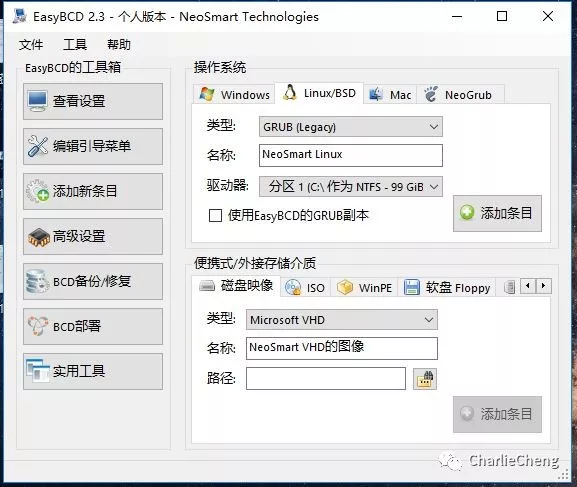 EasyBCD 2.3 - 个人版本 - NeoSmart Technologies
文件 工具 帮助
EasyBCD的工具箱
查看设置
编辑引导菜单
添加新条目
高级设置
BCD备份/修复
BCD部署
实用工具
操作系统
Windows Linux/BSD Mac NeoGrub
类型: GRUB (Legacy)
名称: NeoSmart Linux
驱动器: 分区 1 (C:\ 作为 NTFS - 99 GiB
使用EasyBCD的GRUB副本
添加条目
便携式/外接存储介质
磁盘映像 ISO WinPE 软盘 Floppy
类型: Microsoft VHD
名称: NeoSmart VHD的图像
路径:
添加条目
CharlieCheng